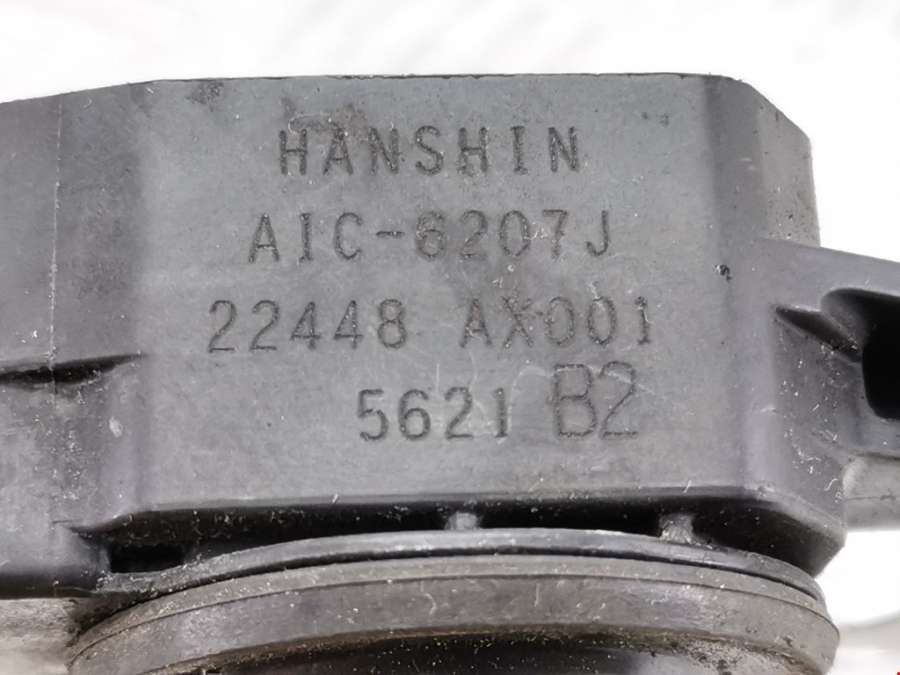 HANSHIN
AIC-6207J
22448 AX001
5621 B2